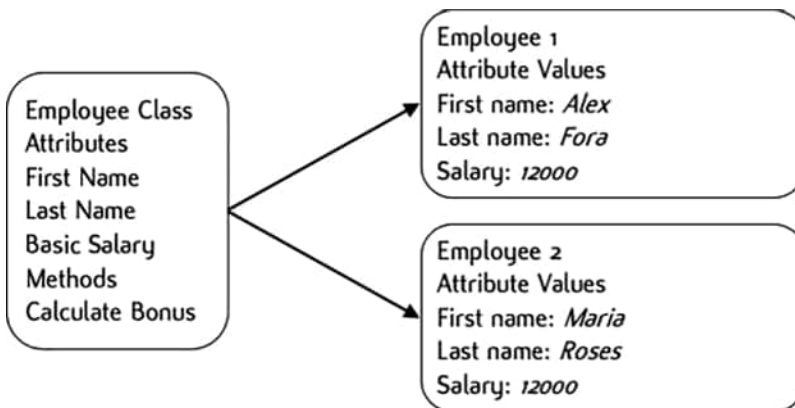 Employee Class
Attributes
First Name
Last Name
Basic Salary
Methods
Calculate Bonus
Employee 1
Attribute Values
First name: Alex
Last name: Fora
Salary: 12000
Employee 2
Attribute Values
First name: Maria
Last name: Roses
Salary: 12000